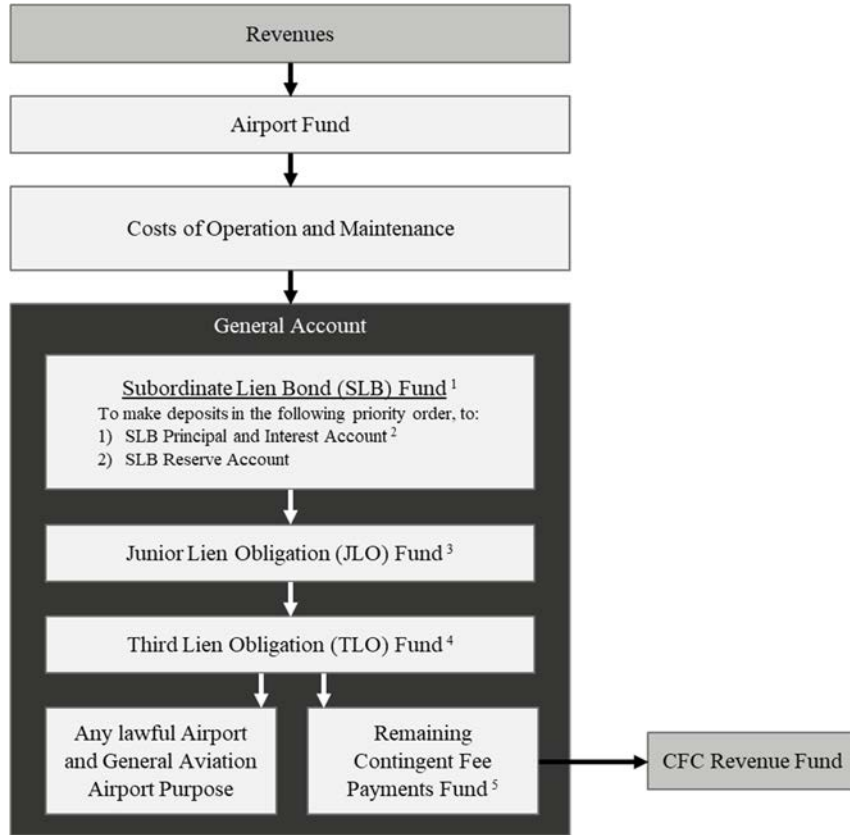 Revenues
Airport Fund
Costs of Operation and Maintenance
General Account
Subordinate Lien Bond (SLB) Fund 1
To make deposits in the following priority order, to:
1) SLB Principal and Interest Account 2
2) SLB Reserve Account
Junior Lien Obligation (JLO) Fund 3
Third Lien Obligation (TLO) Fund 4
Any lawful Airport
and General Aviation
Airport Purpose
Remaining
Contingent Fee
Payments Fund 5
CFC Revenue Fund